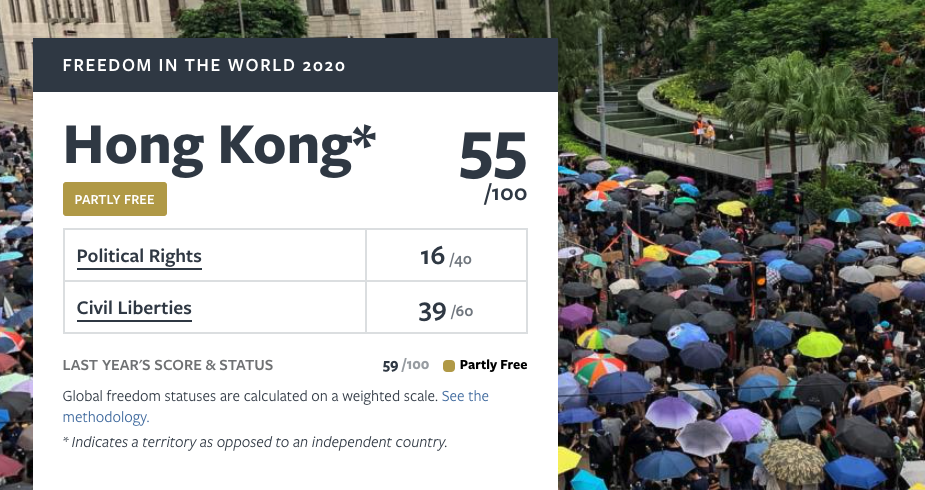 FREEDOM IN THE WORLD 2020
Hong Kong*
55
/100
PARTLY FREE
Political Rights 16 /40
Civil Liberties 39 /60
LAST YEAR'S SCORE & STATUS 59 /100 Partly Free
Global freedom statuses are calculated on a weighted scale. See the
methodology.
* Indicates a territory as opposed to an independent country.